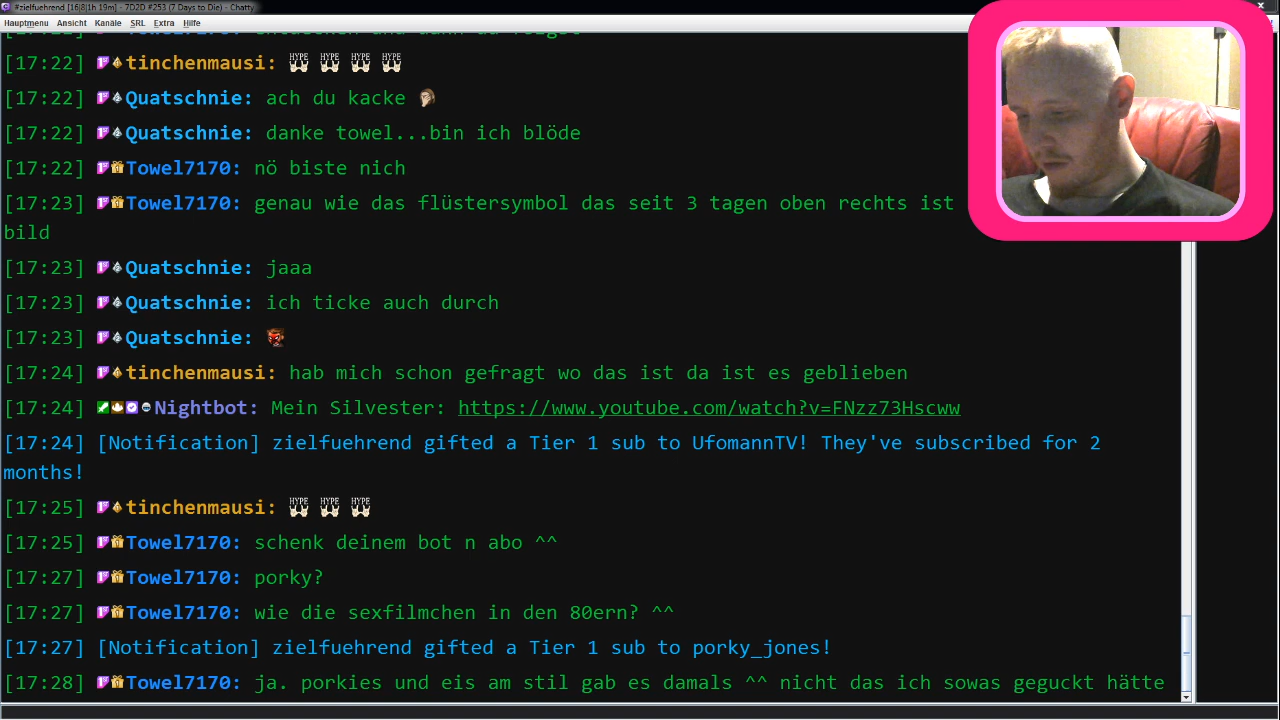 #zielfuehrend [16|8|1h 19m] - 7D2D #253 (7 Days to Die) - Chatty
Hauptmenu Ansicht Kanäle SRL Extra Hilfe
[17:22] tinchenmausi: HYPE HYPE HYPE HYPE
[17:22] Quatschnie: ach du kacke
[17:22] Quatschnie: danke towel...bin ich blöde
[17:22] Towel7170: nö biste nich
[17:23] Towel7170: genau wie das flüstersymbol das seit 3 tagen oben rechts ist
bild
[17:23] Quatschnie: jaaa
[17:23] Quatschnie: ich ticke auch durch
[17:23] Quatschnie:
[17:24] tinchenmausi: hab mich schon gefragt wo das ist da ist es geblieben
[17:24] Nightbot: Mein Silvester: https://www.youtube.com/watch?v=FNzz73Hscww
[17:24] [Notification] zielfuehrend gifted a Tier 1 sub to UfomannTV! They've subscribed for 2
months!
[17:25] tinchenmausi: HYPE HYPE HYPE
[17:25] Towel7170: schenk deinem bot n abo ^^
[17:27] Towel7170: porky?
[17:27] Towel7170: wie die sexfilmchen in den 80ern? ^^
[17:27] [Notification] zielfuehrend gifted a Tier 1 sub to porky_jones!
[17:28] Towel7170: ja. porkies und eis am stil gab es damals ^^ nicht das ich sowas geguckt hätte